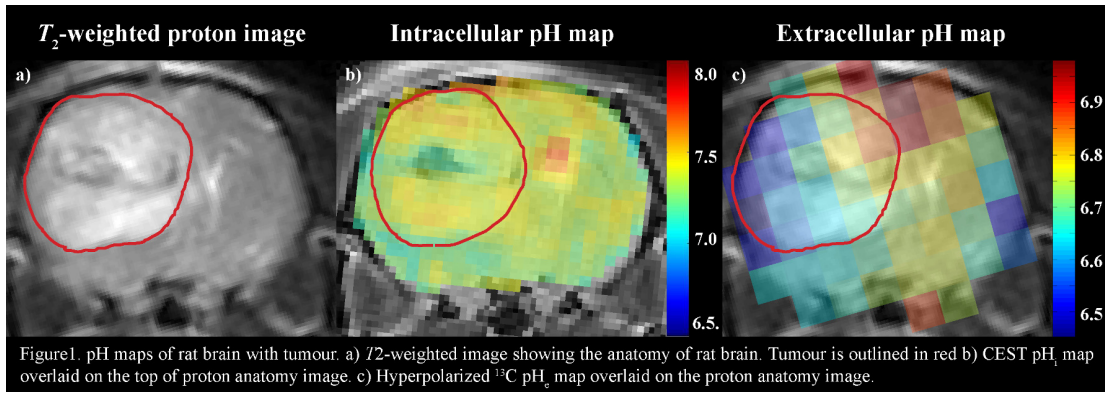 T2-weighted proton image
Intracellular pH map
Extracellular pH map
a)
b)
c)
8.0
7.5
7.0
6.5.
6.9
6.8
6.7
6.6
6.5
Figure1. pH maps of rat brain with tumour. a) T2-weighted image showing the anatomy of rat brain. Tumour is outlined in red b) CEST pHi map
overlaid on the top of proton anatomy image. c) Hyperpolarized 13C pHe map overlaid on the proton anatomy image.